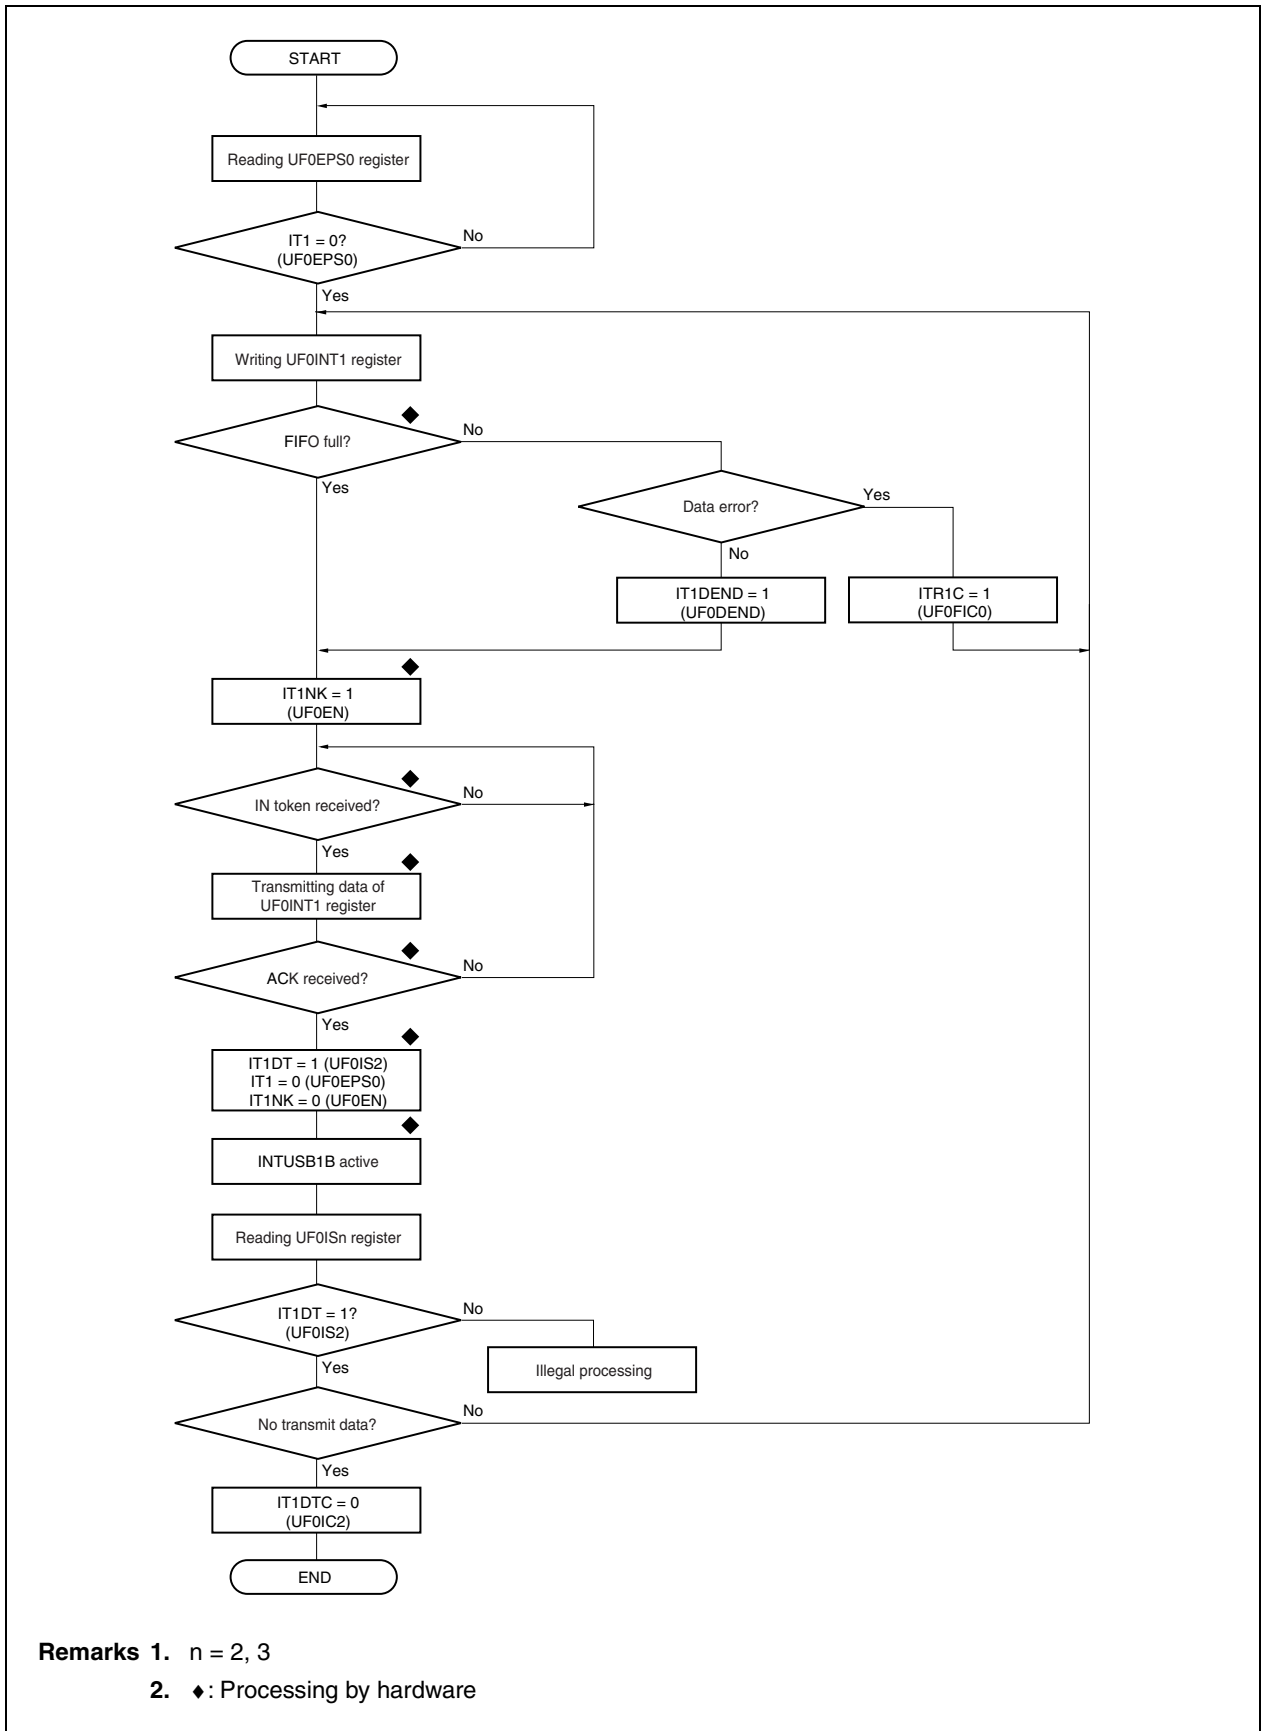 START
Reading UF0EPS0 register
IT1 = 0?
(UF0EPS0)
No
Yes
Writing UF0INT1 register
FIFO full?
No
Yes
Data error?
Yes
No
IT1DEND = 1
(UF0DEND)
ITR1C = 1
(UF0FIC0)
IT1NK = 1
(UF0EN)
IN token received?
No
Yes
Transmitting data of
UF0INT1 register
ACK received?
No
Yes
IT1DT = 1 (UF0IS2)
IT1 = 0 (UF0EPS0)
IT1NK = 0 (UF0EN)
INTUSB1B active
Reading UF0ISn register
IT1DT = 1?
(UF0IS2)
No
Illegal processing
Yes
No transmit data?
No
Yes
IT1DTC = 0
(UF0IC2)
END
Remarks 1. n = 2, 3
2. ♦: Processing by hardware